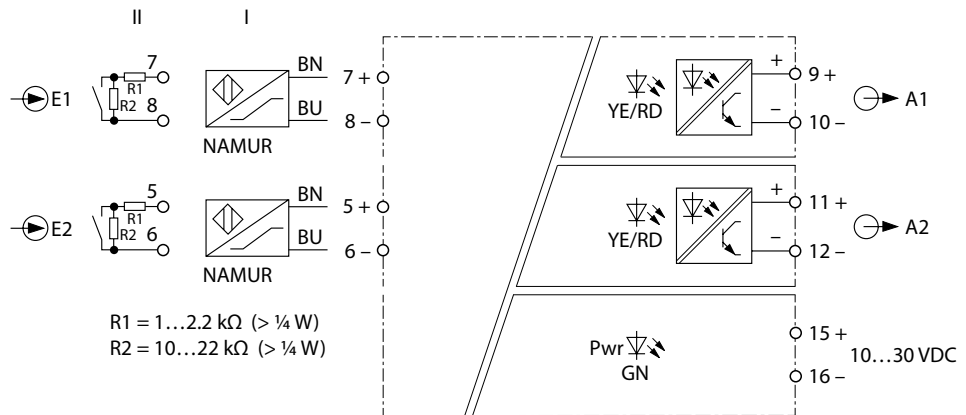 II I
7 BN 7 + + 9 +
R1
E1 R2 8 BU 8 – YE/RD – 10 – A1
NAMUR
5 BN 5 + + 11 +
R1
E2 R2 6 BU 6 – YE/RD – 12 – A2
NAMUR
R1 = 1…2.2 kΩ (> ¼ W)
R2 = 10…22 kΩ (> ¼ W)
Pwr 15 +
GN 10…30 VDC
16 –